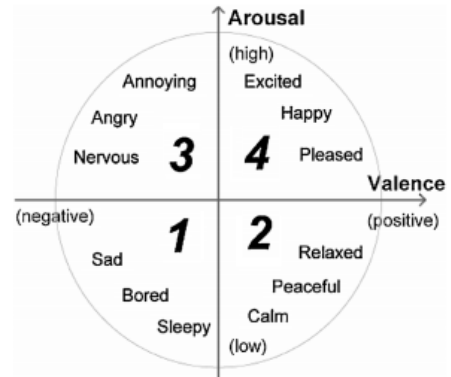 Arousal
(high)
Annoying Excited
Angry Happy
3 4
Nervous Pleased
Valence
(negative) (positive)
1 2
Sad Relaxed
Bored Peaceful
Sleepy Calm
(low)